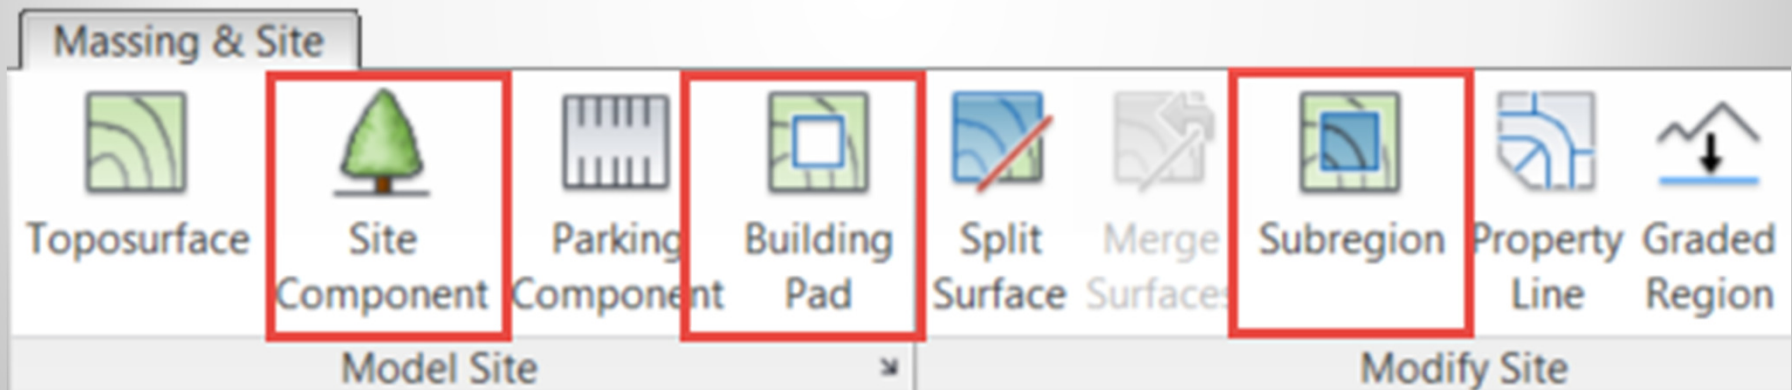 Massing & Site
Toposurface
Site
Component
Parking
Component
Building
Pad
Split
Surface
Merge
Surfaces
Subregion
Property
Line
Graded
Region
Model Site
Modify Site